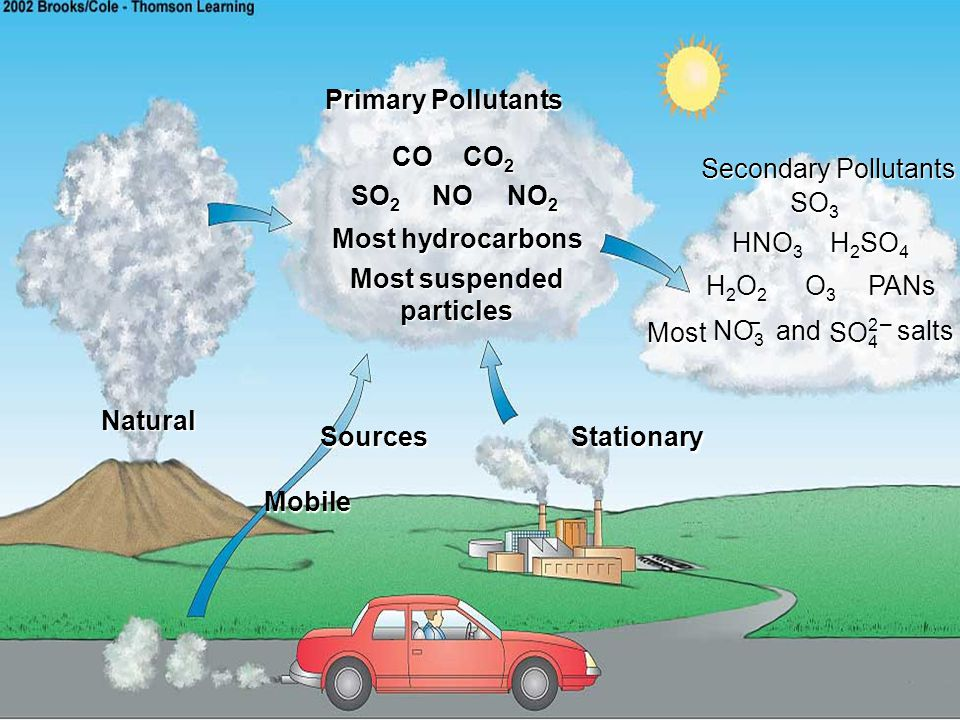 2002 Brooks/Cole - Thomson Learning
Primary Pollutants
CO CO₂
SO₂ NO NO₂
Most hydrocarbons
Most suspended
particles
Secondary Pollutants
SO₃
HNO₃ H₂SO₄
H₂O₂ O₃ PANs
Most NO₃⁻ and SO₄²⁻ salts
Natural
Sources
Stationary
Mobile